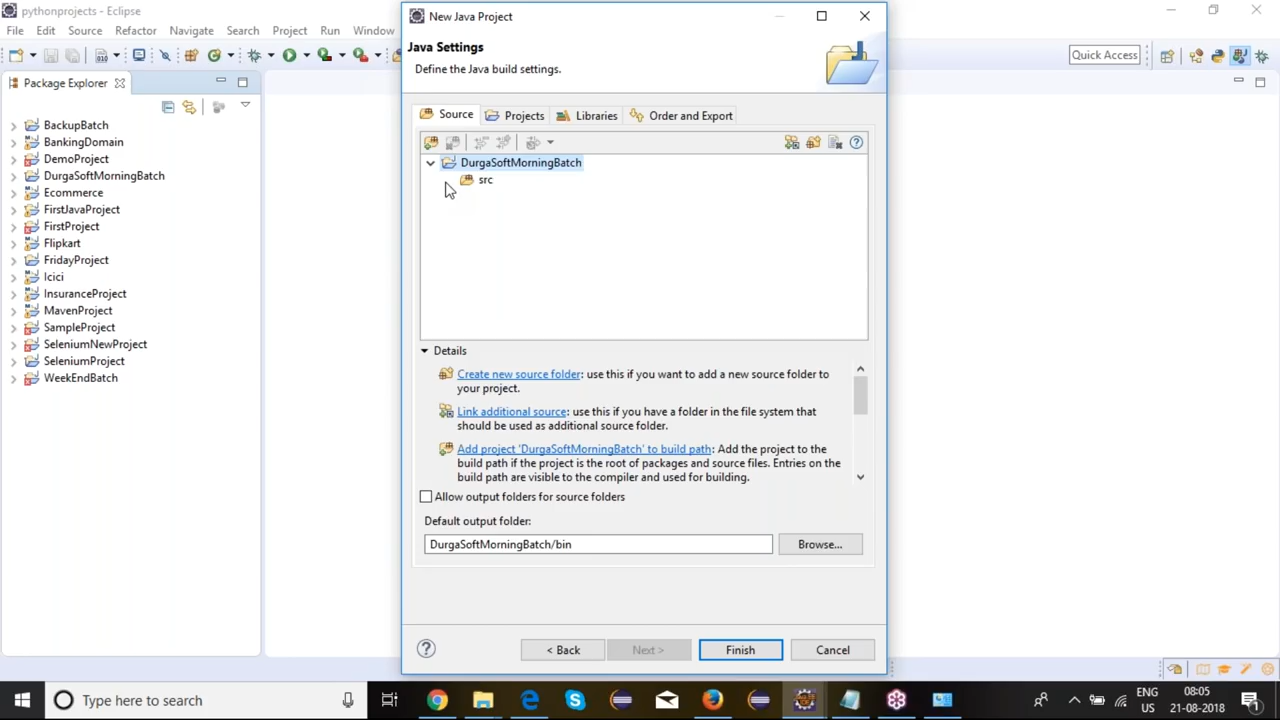 pythonprojects - Eclipse
File Edit Source Refactor Navigate Search Project Run Window
Quick Access
Package Explorer
BackupBatch
BankingDomain
DemoProject
DurgaSoftMorningBatch
Ecommerce
FirstJavaProject
FirstProject
Flipkart
FridayProject
Icici
InsuranceProject
MavenProject
SampleProject
SeleniumNewProject
SeleniumProject
WeekEndBatch
New Java Project
Java Settings
Define the Java build settings.
Source Projects Libraries Order and Export
DurgaSoftMorningBatch
src
Details
Create new source folder: use this if you want to add a new source folder to
your project.
Link additional source: use this if you have a folder in the file system that
should be used as additional source folder.
Add project 'DurgaSoftMorningBatch' to build path: Add the project to the
build path if the project is the root of packages and source files. Entries on the
build path are visible to the compiler and used for building.
Allow output folders for source folders
Default output folder:
DurgaSoftMorningBatch/bin
Browse...
< Back
Next >
Finish
Cancel
Type here to search
ENG
US
08:05
21-08-2018
1